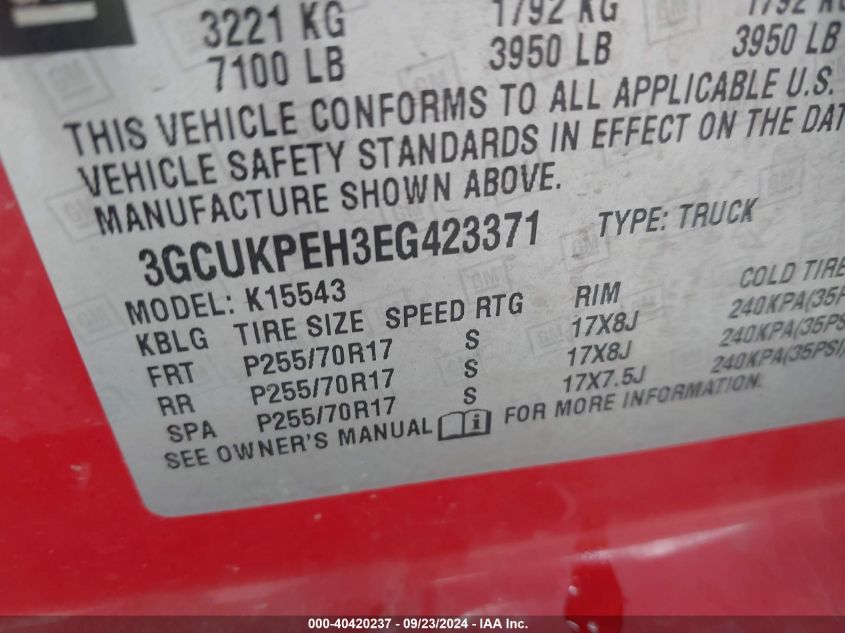 3221 KG 1792 KG 1792 KG
7100 LB 3950 LB 3950 LB
THIS VEHICLE CONFORMS TO ALL APPLICABLE U.S.
VEHICLE SAFETY STANDARDS IN EFFECT ON THE DAT
MANUFACTURE SHOWN ABOVE.
3GCUKPEH3EG423371 TYPE: TRUCK
MODEL: K15543
KBLG TIRE SIZE SPEED RTG RIM COLD TIRE
FRT P255/70R17 S 17X8J 240KPA(35P
RR P255/70R17 S 17X8J 240KPA(35PS
SPA P255/70R17 S 17X7.5J 240KPA(35PSI
SEE OWNER'S MANUAL i FOR MORE INFORMATION.
000-40420237 - 09/23/2024 - IAA Inc.